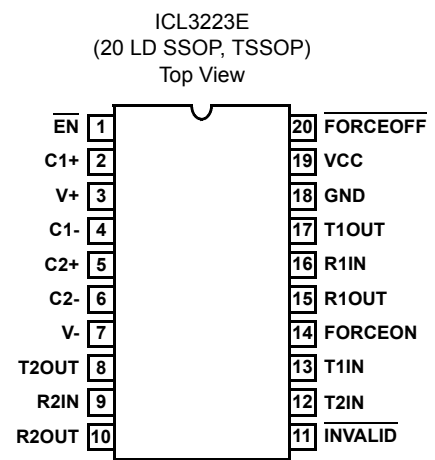 ICL3223E
(20 LD SSOP, TSSOP)
Top View
EN 1 20 FORCEOFF
C1+ 2 19 VCC
V+ 3 18 GND
C1- 4 17 T1OUT
C2+ 5 16 R1IN
C2- 6 15 R1OUT
V- 7 14 FORCEON
T2OUT 8 13 T1IN
R2IN 9 12 T2IN
R2OUT 10 11 INVALID